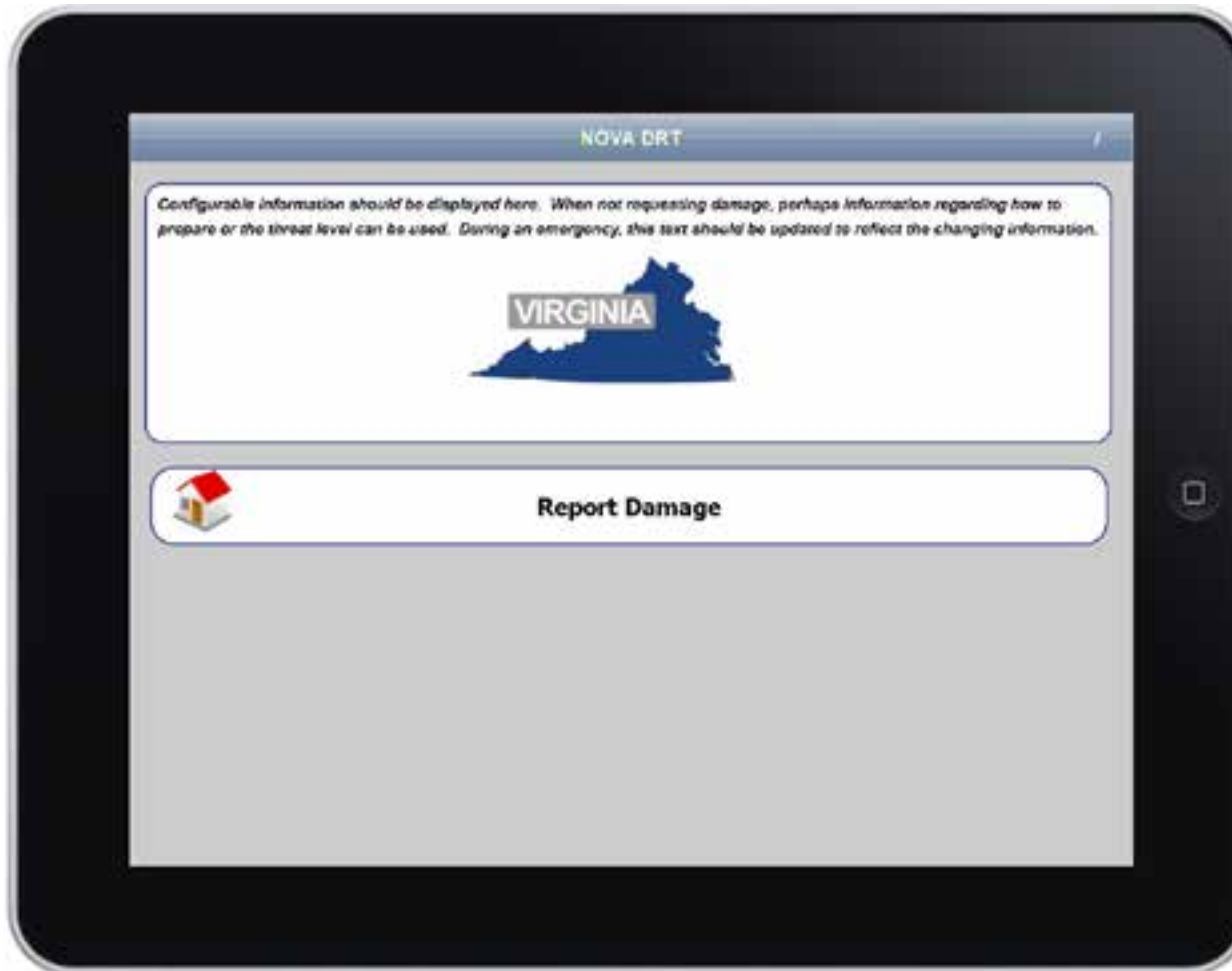 NOVA DRT
i
Configurable information should be displayed here. When not requesting damage, perhaps information regarding how to
prepare or the threat level can be used. During an emergency, this text should be updated to reflect the changing information.
VIRGINIA
Report Damage